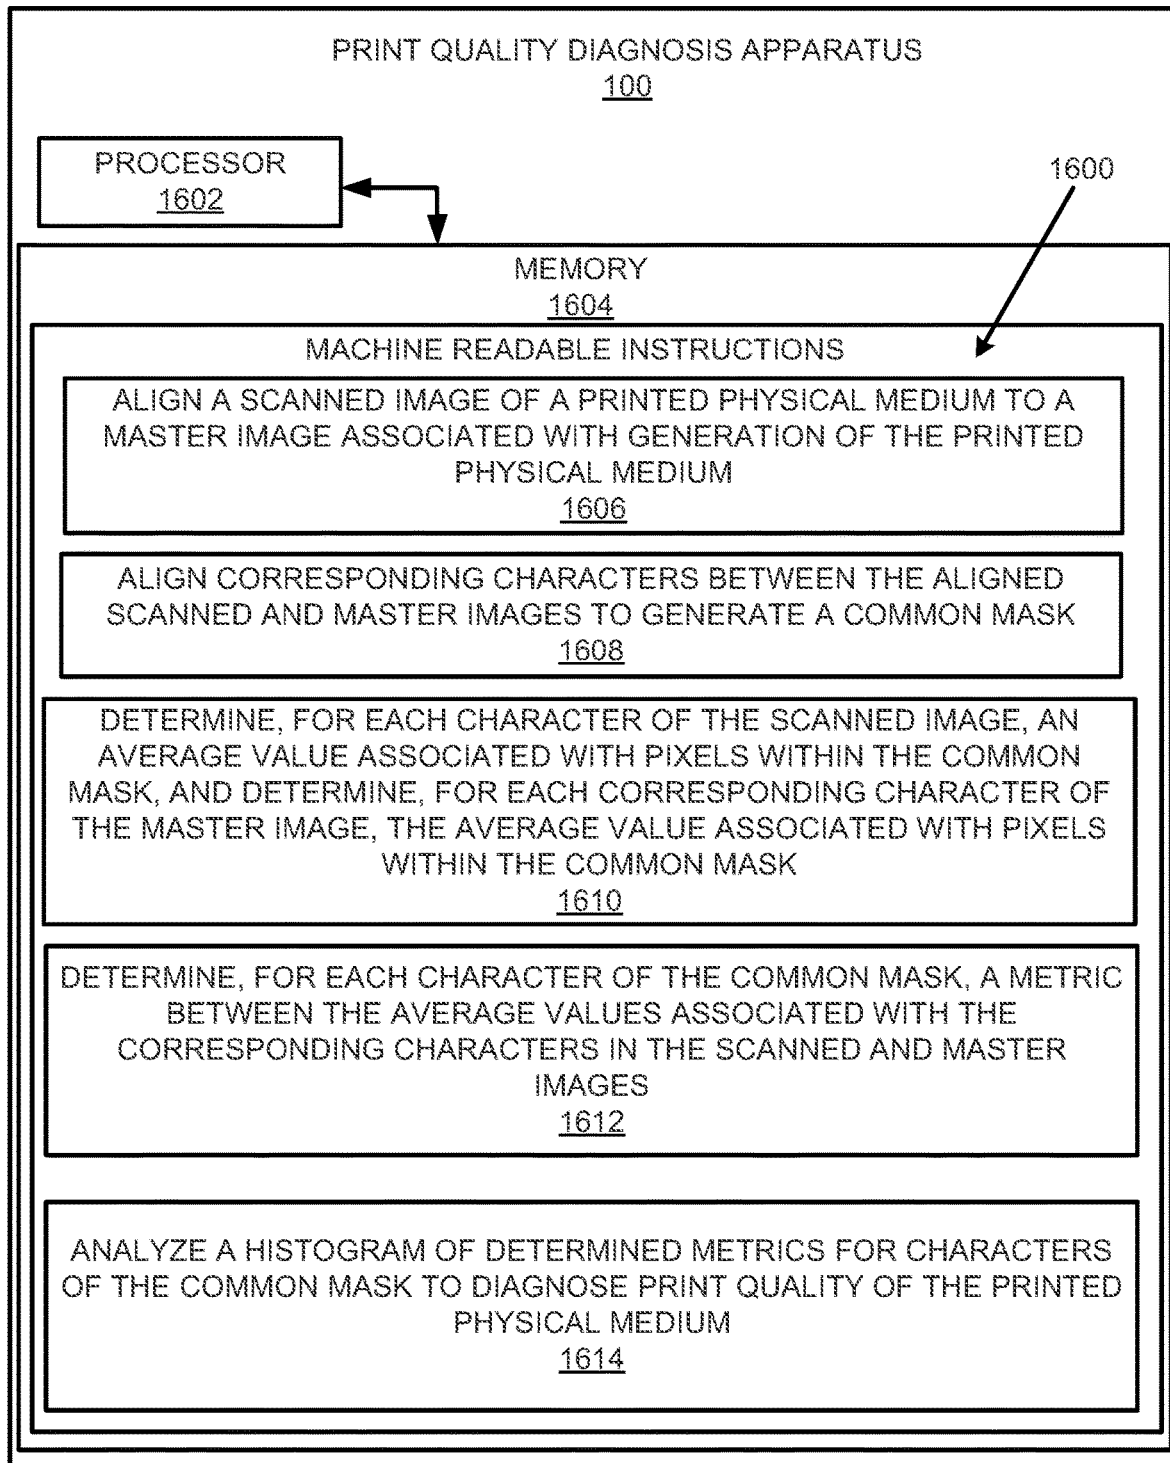 PRINT QUALITY DIAGNOSIS APPARATUS
100
PROCESSOR
1602
1600
MEMORY
1604
MACHINE READABLE INSTRUCTIONS
ALIGN A SCANNED IMAGE OF A PRINTED PHYSICAL MEDIUM TO A
MASTER IMAGE ASSOCIATED WITH GENERATION OF THE PRINTED
PHYSICAL MEDIUM
1606
ALIGN CORRESPONDING CHARACTERS BETWEEN THE ALIGNED
SCANNED AND MASTER IMAGES TO GENERATE A COMMON MASK
1608
DETERMINE, FOR EACH CHARACTER OF THE SCANNED IMAGE, AN
AVERAGE VALUE ASSOCIATED WITH PIXELS WITHIN THE COMMON
MASK, AND DETERMINE, FOR EACH CORRESPONDING CHARACTER OF
THE MASTER IMAGE, THE AVERAGE VALUE ASSOCIATED WITH PIXELS
WITHIN THE COMMON MASK
1610
DETERMINE, FOR EACH CHARACTER OF THE COMMON MASK, A METRIC
BETWEEN THE AVERAGE VALUES ASSOCIATED WITH THE
CORRESPONDING CHARACTERS IN THE SCANNED AND MASTER
IMAGES
1612
ANALYZE A HISTOGRAM OF DETERMINED METRICS FOR CHARACTERS
OF THE COMMON MASK TO DIAGNOSE PRINT QUALITY OF THE PRINTED
PHYSICAL MEDIUM
1614